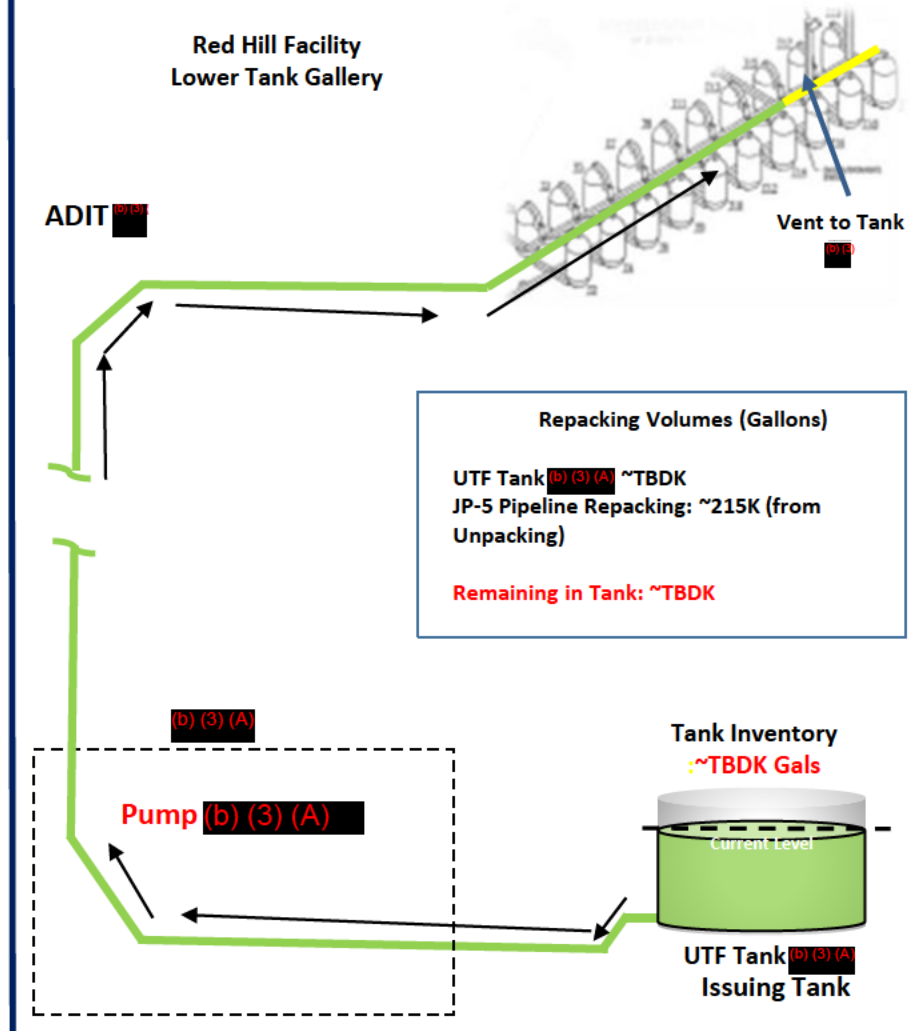 Red Hill Facility
Lower Tank Gallery
ADIT (b) (3) (
Vent to Tank
(b) (3)
Repacking Volumes (Gallons)
UTF Tank (b) (3) (A) ~TBDK
JP-5 Pipeline Repacking: ~215K (from
Unpacking)
Remaining in Tank: ~TBDK
(b) (3) (A)
Pump (b) (3) (A)
Tank Inventory
:~TBDK Gals
Current Level
UTF Tank (b) (3) (A)
Issuing Tank